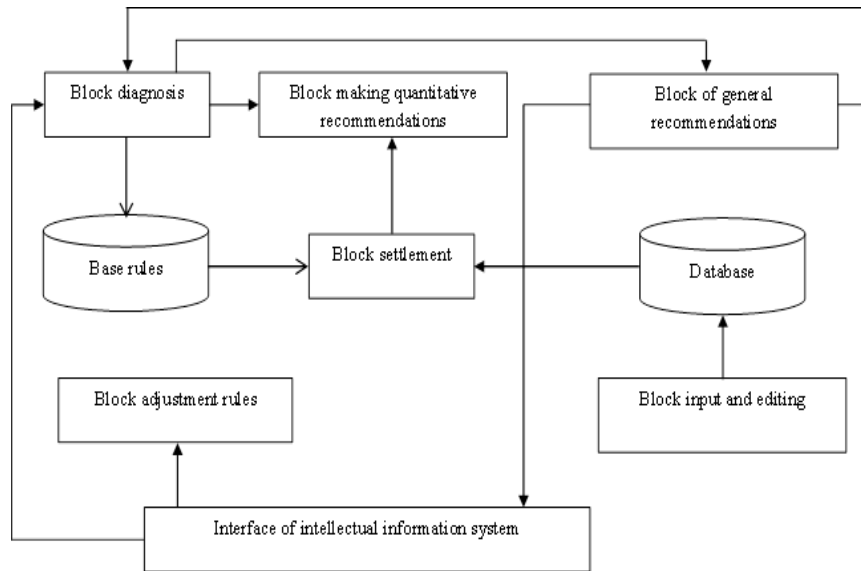 Block diagnosis
Block making quantitative
recommendations
Block of general
recommendations
Base rules
Block settlement
Database
Block adjustment rules
Block input and editing
Interface of intellectual information system